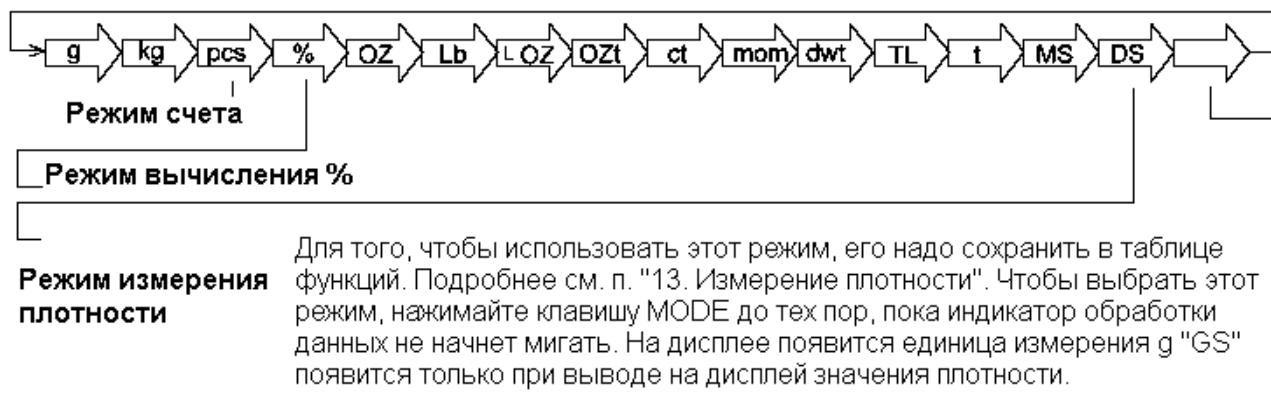 g kg pcs % OZ Lb L OZ OZt ct mom dwt TL t MS DS
Режим счета
Режим вычисления %
Режим измерения плотности
Для того, чтобы использовать этот режим, его надо сохранить в таблице
функций. Подробнее см. п. "13. Измерение плотности". Чтобы выбрать этот
режим, нажимайте клавишу MODE до тех пор, пока индикатор обработки
данных не начнет мигать. На дисплее появится единица измерения g "GS"
появится только при выводе на дисплей значения плотности.